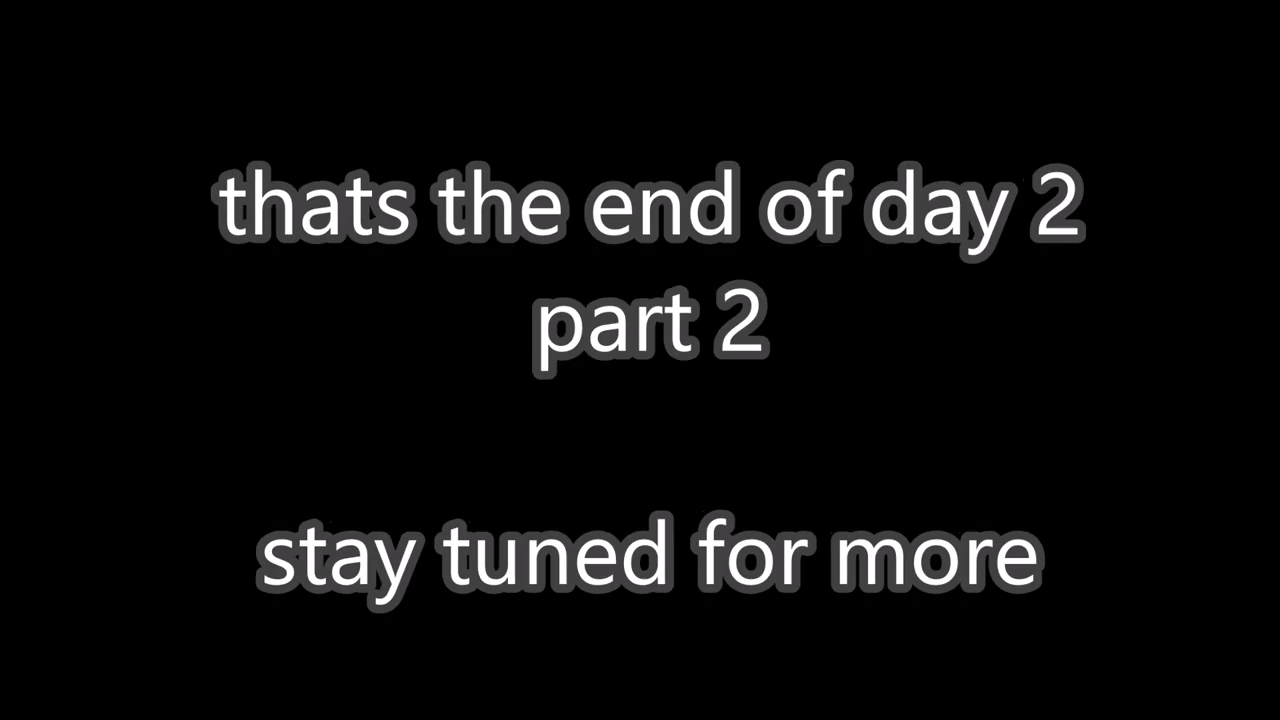 thats the end of day 2
part 2
stay tuned for more